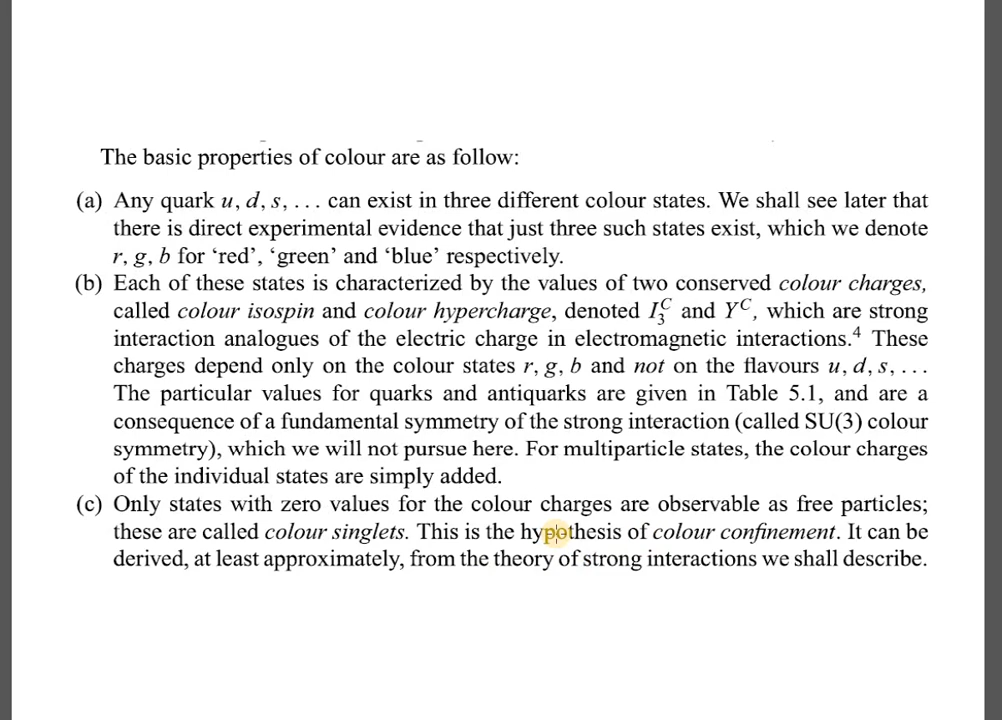 The basic properties of colour are as follow:
(a) Any quark u, d, s, ... can exist in three different colour states. We shall see later that
there is direct experimental evidence that just three such states exist, which we denote
r, g, b for ‘red’, ‘green’ and ‘blue’ respectively.
(b) Each of these states is characterized by the values of two conserved colour charges,
called colour isospin and colour hypercharge, denoted I₃ᶜ and Yᶜ, which are strong
interaction analogues of the electric charge in electromagnetic interactions.⁴ These
charges depend only on the colour states r, g, b and not on the flavours u, d, s, ...
The particular values for quarks and antiquarks are given in Table 5.1, and are a
consequence of a fundamental symmetry of the strong interaction (called SU(3) colour
symmetry), which we will not pursue here. For multiparticle states, the colour charges
of the individual states are simply added.
(c) Only states with zero values for the colour charges are observable as free particles;
these are called colour singlets. This is the hypothesis of colour confinement. It can be
derived, at least approximately, from the theory of strong interactions we shall describe.